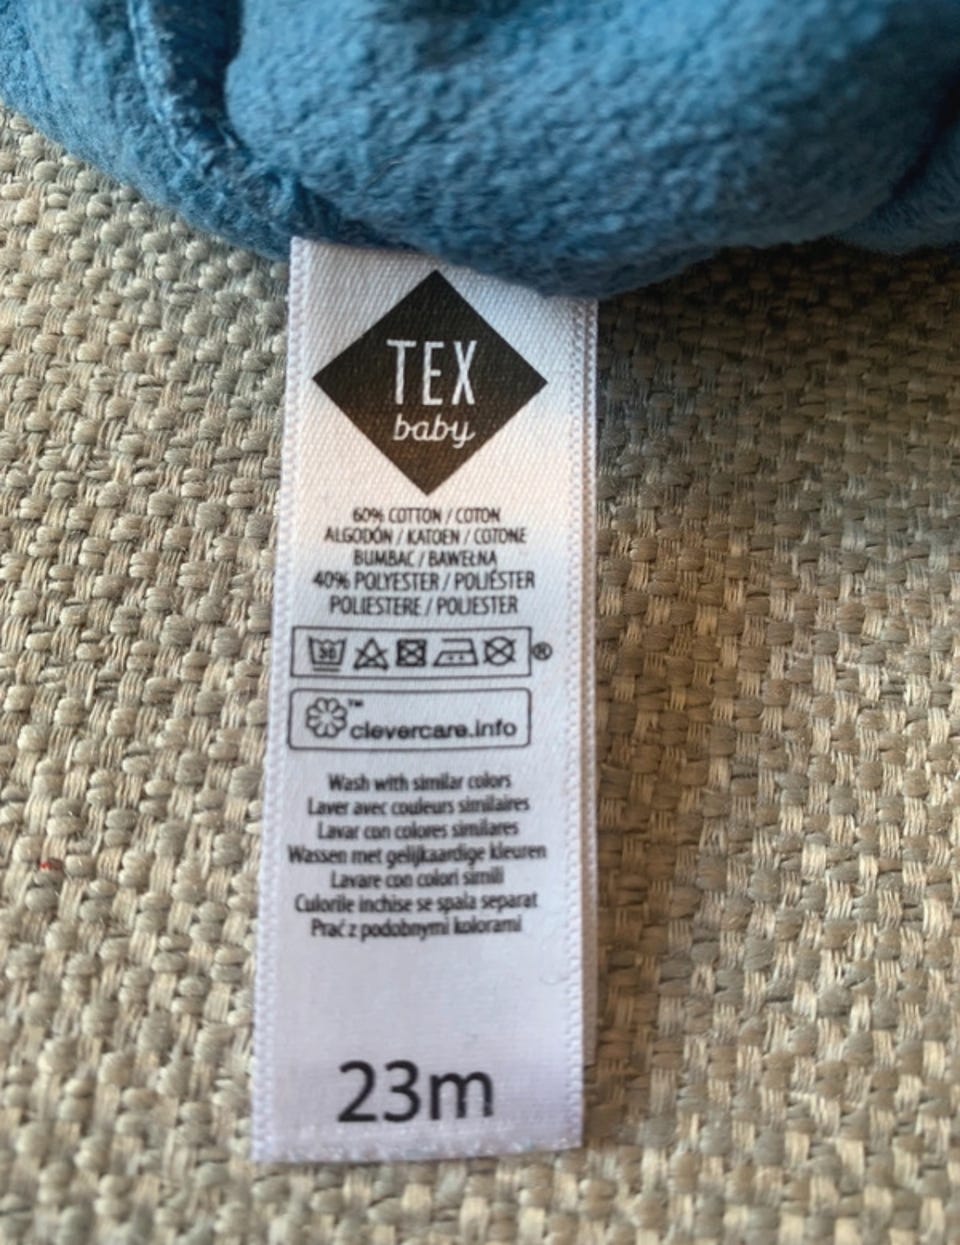 TEX
baby
60% COTTON / COTON
ALGODÓN / KATOEN / COTONE
BUMBAC / BAWEŁNA
40% POLYESTER / POLIÉSTER
POLIESTERE / POLIESTER
30
®
™
clevercare.info
Wash with similar colors
Laver avec couleurs similaires
Lavar con colores similares
Wassen met gelijkaardige kleuren
Lavare con colori simili
Culorile inchise se spala separat
Prać z podobnymi kolorami
23m